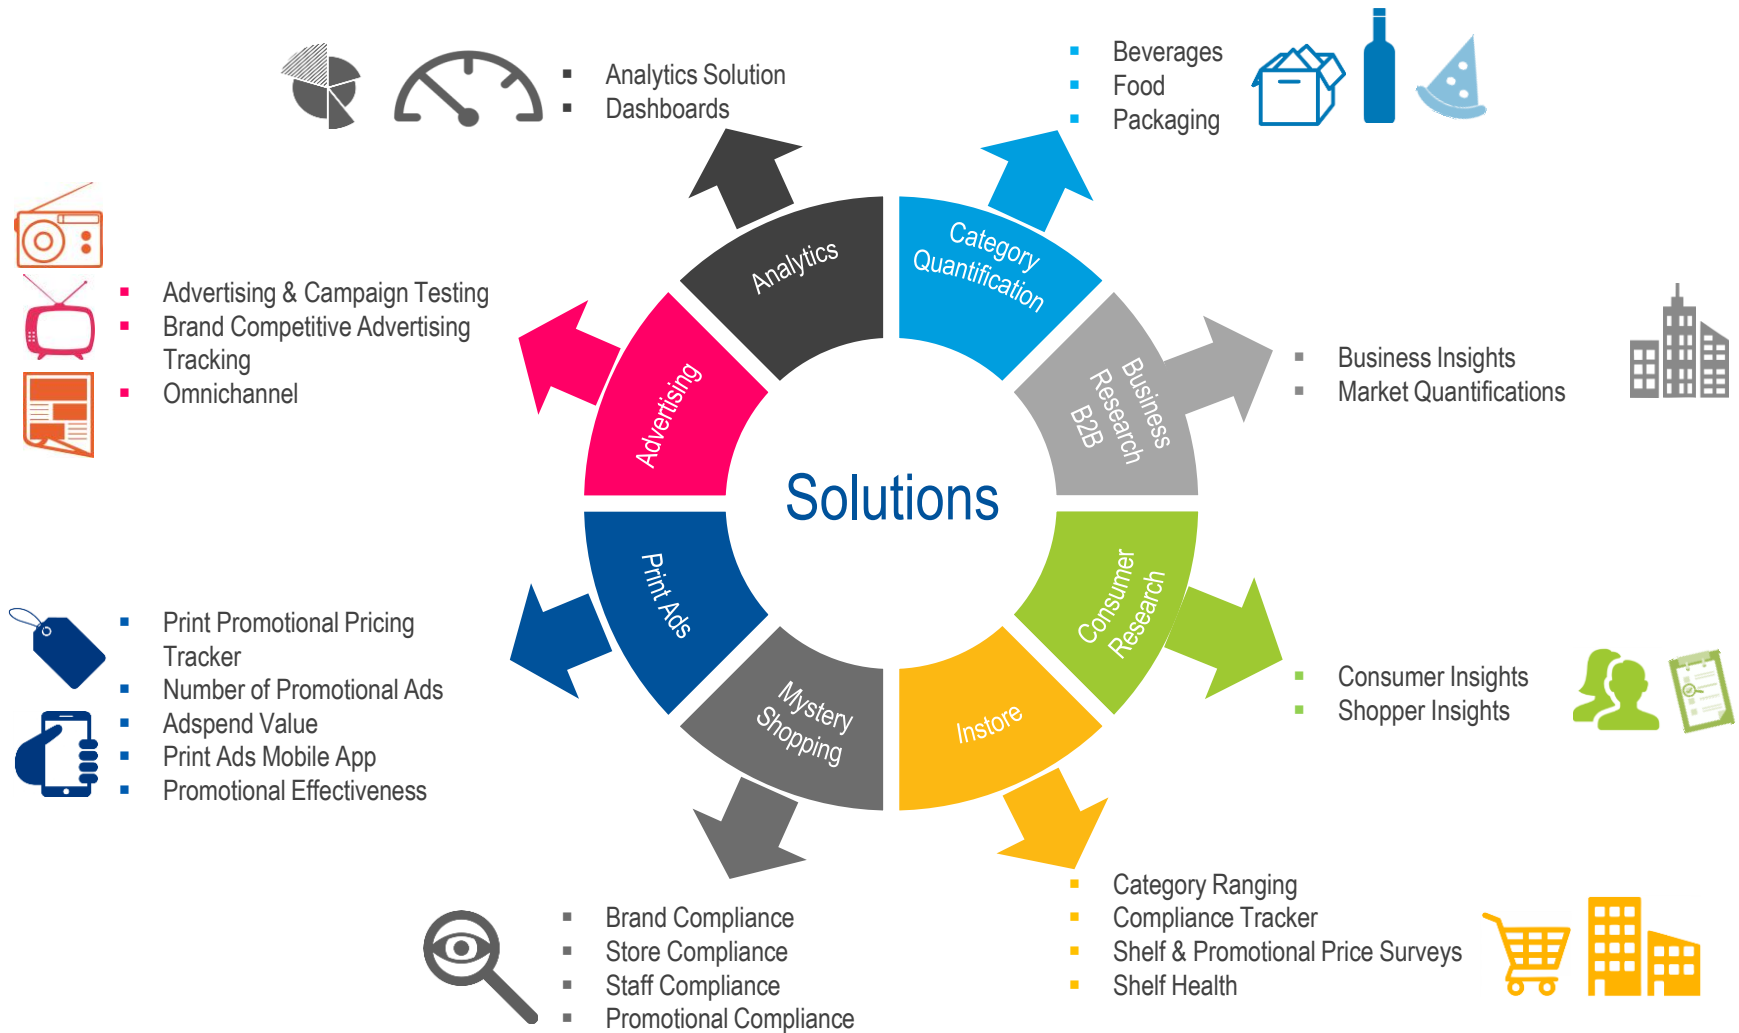 Analytics Solution
Dashboards
Beverages
Food
Packaging
Analytics
Category
Quantification
Advertising & Campaign Testing
Brand Competitive Advertising
Tracking
Omnichannel
Advertising
Business
Research
B2B
Business Insights
Market Quantifications
Solutions
Print Ads
Consumer
Research
Print Promotional Pricing
Tracker
Number of Promotional Ads
Adspend Value
Print Ads Mobile App
Promotional Effectiveness
Mystery
Shopping
Instore
Consumer Insights
Shopper Insights
Brand Compliance
Store Compliance
Staff Compliance
Promotional Compliance
Category Ranging
Compliance Tracker
Shelf & Promotional Price Surveys
Shelf Health